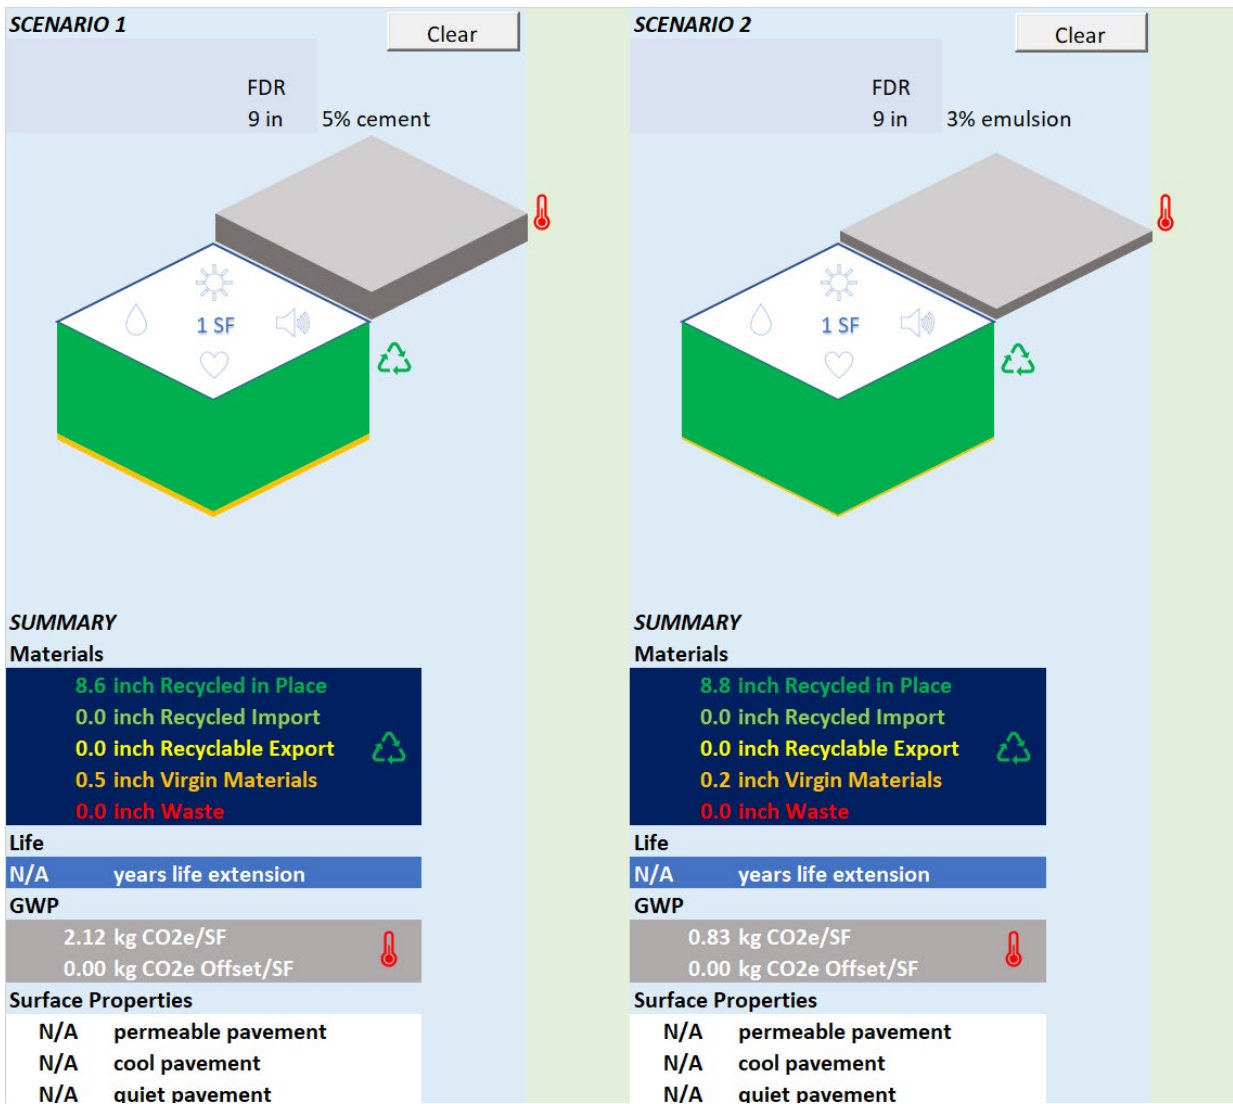 SCENARIO 1
Clear
FDR
9 in 5% cement
1 SF
SUMMARY
Materials
8.6 inch Recycled in Place
0.0 inch Recycled Import
0.0 inch Recyclable Export
0.5 inch Virgin Materials
0.0 inch Waste
Life
N/A years life extension
GWP
2.12 kg CO2e/SF
0.00 kg CO2e Offset/SF
Surface Properties
N/A permeable pavement
N/A cool pavement
N/A quiet pavement
SCENARIO 2
Clear
FDR
9 in 3% emulsion
1 SF
SUMMARY
Materials
8.8 inch Recycled in Place
0.0 inch Recycled Import
0.0 inch Recyclable Export
0.2 inch Virgin Materials
0.0 inch Waste
Life
N/A years life extension
GWP
0.83 kg CO2e/SF
0.00 kg CO2e Offset/SF
Surface Properties
N/A permeable pavement
N/A cool pavement
N/A quiet pavement